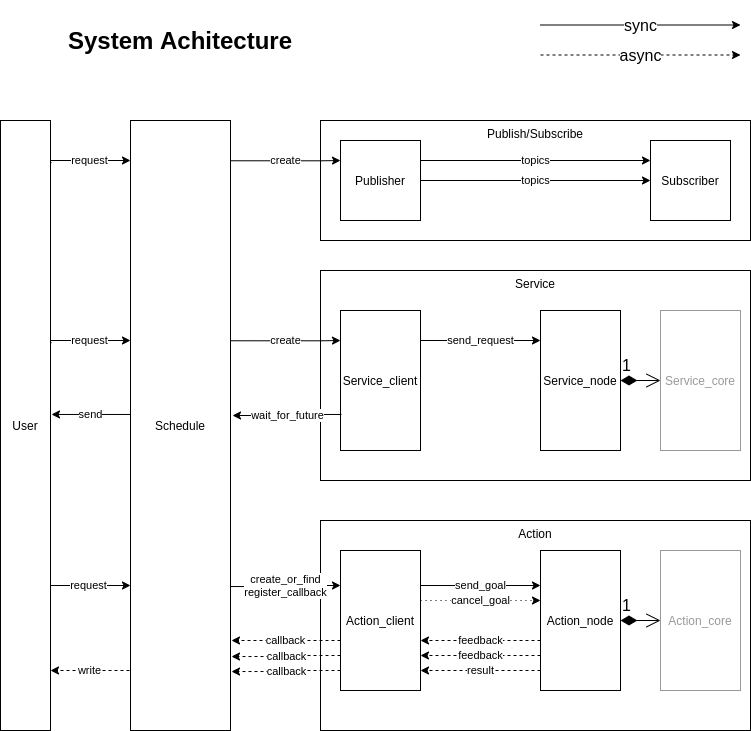 System Achitecture
sync
async
Publish/Subscribe
request
create
Publisher
topics
topics
Subscriber
Service
request
create
send_request
Service_client
Service_node
1
Service_core
send
wait_for_future
User
Schedule
Action
request
create_or_find
register_callback
send_goal
cancel_goal
Action_client
Action_node
1
Action_core
callback
callback
callback
feedback
feedback
result
write